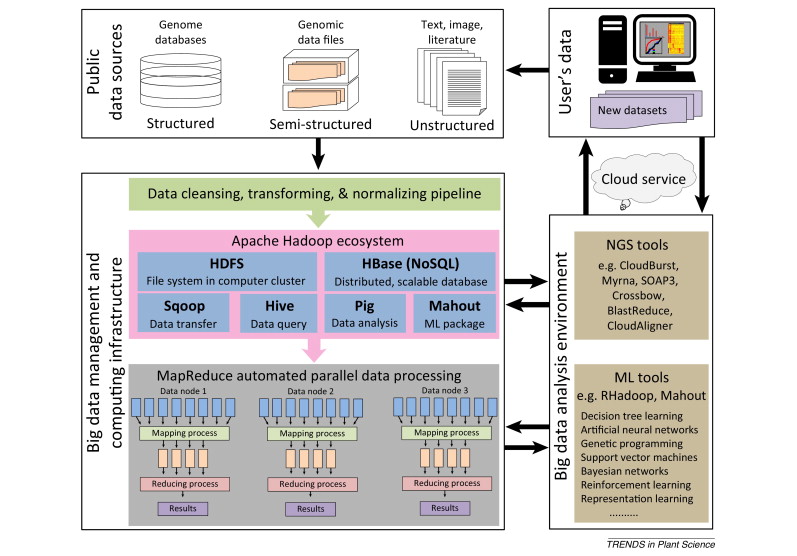 Public
data sources
Genome
databases
Structured
Genomic
data files
Semi-structured
Text, image,
literature
Unstructured
User's data
New datasets
Cloud service
Big data management and
computing infrastructure
Data cleansing, transforming, & normalizing pipeline
Apache Hadoop ecosystem
HDFS
File system in computer cluster
HBase (NoSQL)
Distributed, scalable database
Sqoop
Data transfer
Hive
Data query
Pig
Data analysis
Mahout
ML package
MapReduce automated parallel data processing
Data node 1
Mapping process
Reducing process
Results
Data node 2
Mapping process
Reducing process
Results
Data node 3
Mapping process
Reducing process
Results
Big data analysis environment
NGS tools
e.g. CloudBurst,
Myrna, SOAP3,
Crossbow,
BlastReduce,
CloudAligner
ML tools
e.g. RHadoop, Mahout
Decision tree learning
Artificial neural networks
Genetic programming
Support vector machines
Bayesian networks
Reinforcement learning
Representation learning
..........
TRENDS in Plant Science